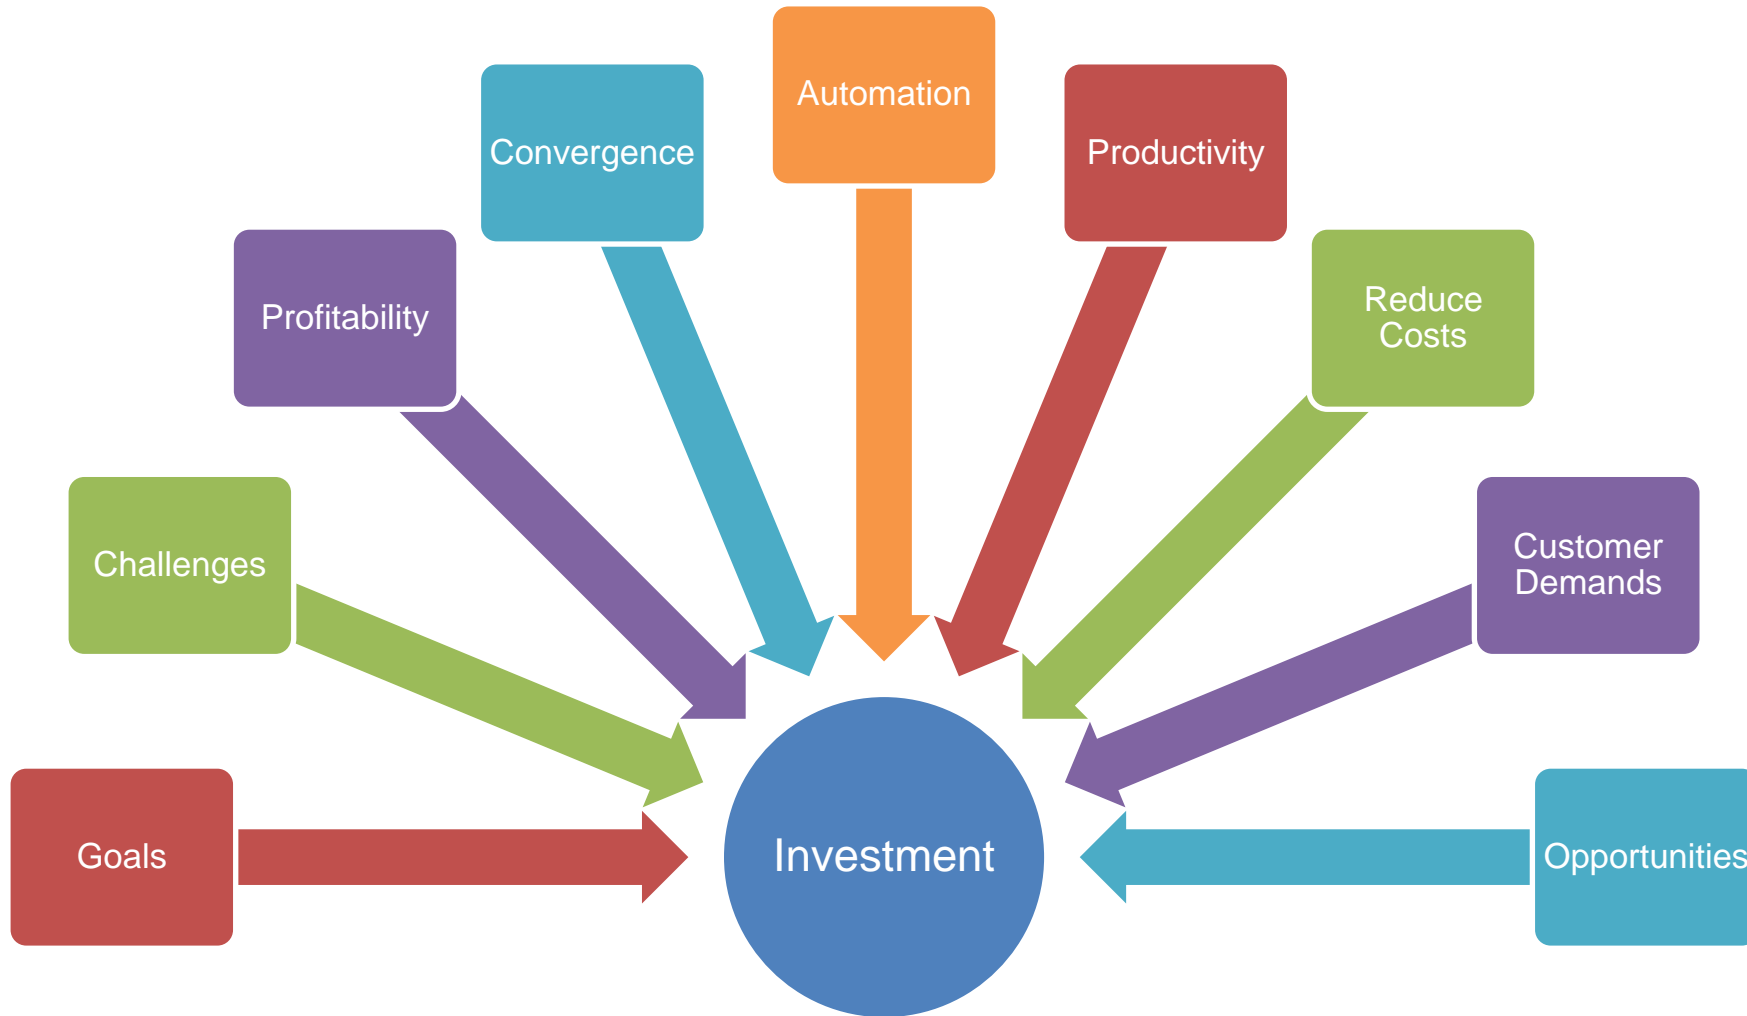 Automation
Convergence
Productivity
Profitability
Reduce
Costs
Challenges
Customer
Demands
Goals
Investment
Opportunities